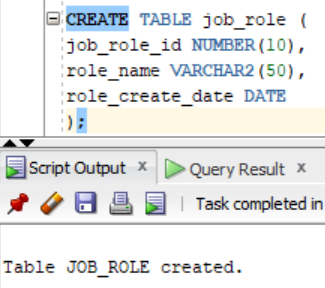 CREATE TABLE job_role (
job_role_id NUMBER(10),
role_name VARCHAR2(50),
role_create_date DATE
);
Script Output x Query Result x
Task completed in
Table JOB_ROLE created.